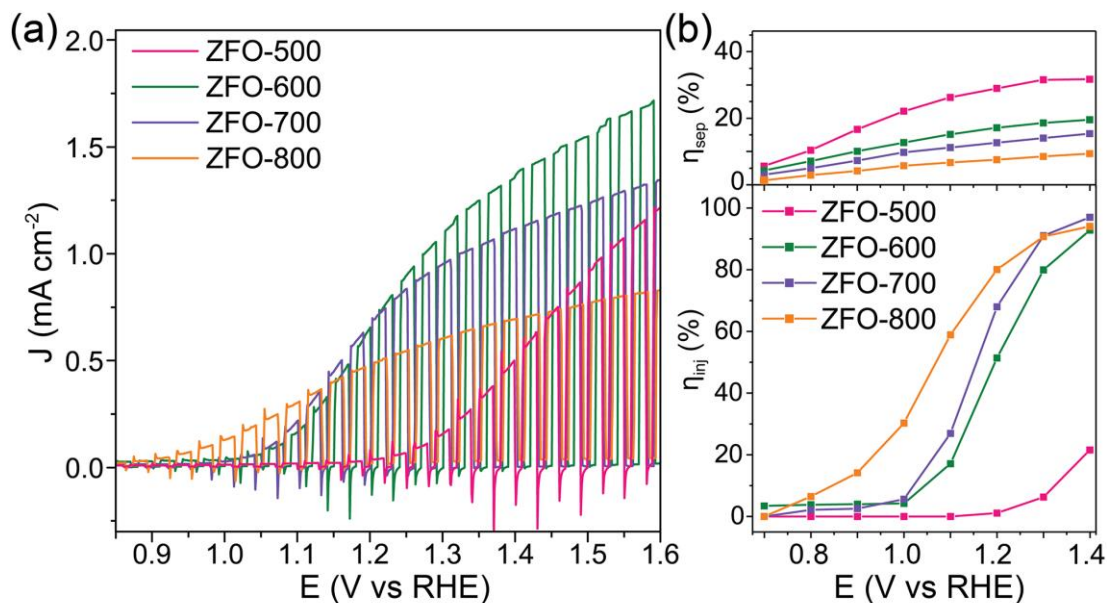 (a)
2.0
1.5
1.0
0.5
0.0
J (mA cm⁻²)
ZFO-500
ZFO-600
ZFO-700
ZFO-800
0.9 1.0 1.1 1.2 1.3 1.4 1.5 1.6
E (V vs RHE)
(b)
40
20
0
ηsep (%)
100
80
60
40
20
0
ηinj (%)
ZFO-500
ZFO-600
ZFO-700
ZFO-800
0.8 1.0 1.2 1.4
E (V vs RHE)